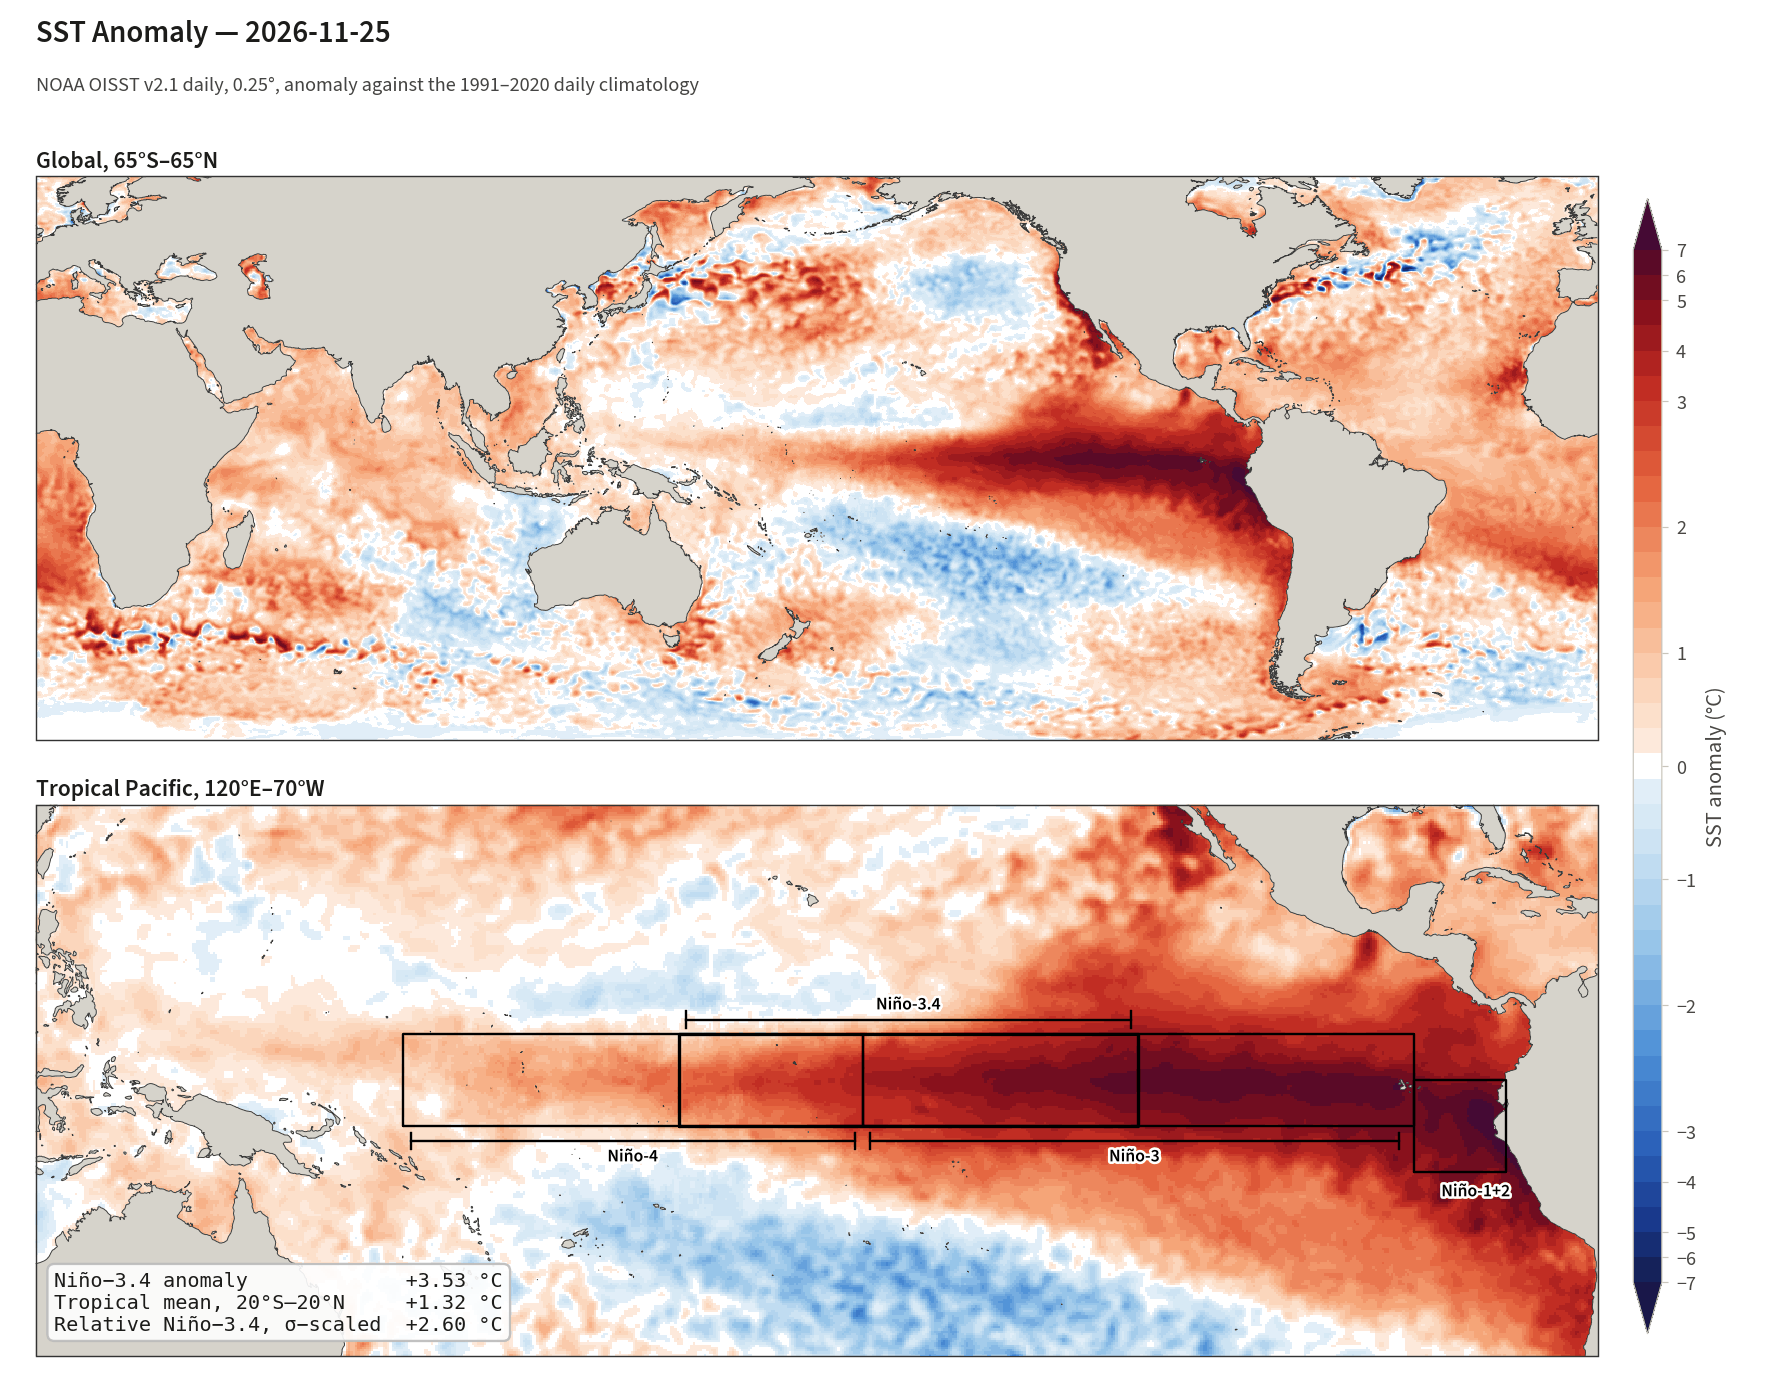 SST Anomaly — 2026-11-25
NOAA OISST v2.1 daily, 0.25°, anomaly against the 1991–2020 daily climatology
Global, 65°S–65°N
7
6
5
4
3
2
1
0
−1
−2
−3
−4
−5
−6
−7
SST anomaly (°C)
Tropical Pacific, 120°E–70°W
Niño-3.4
Niño-4
Niño-3
Niño-1+2
Niño−3.4 anomaly +3.53 °C
Tropical mean, 20°S–20°N +1.32 °C
Relative Niño−3.4, σ−scaled +2.60 °C